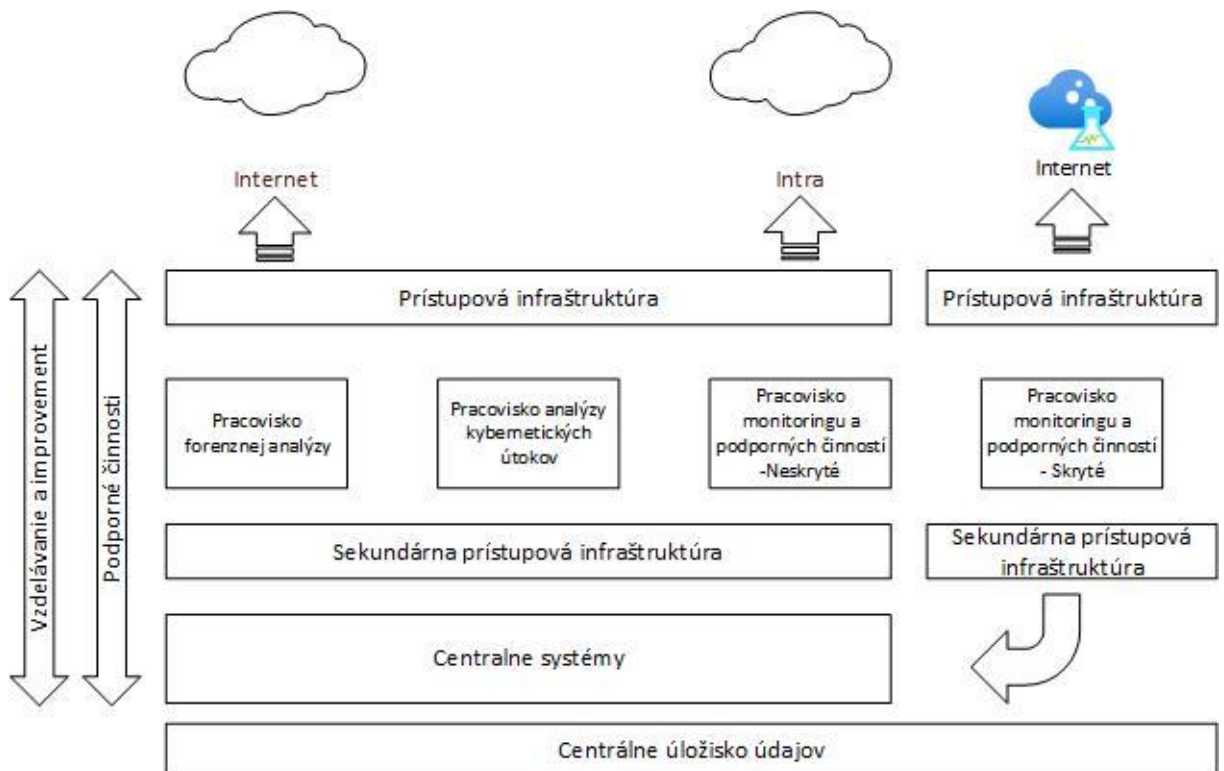 Internet
Intra
Internet
Prístupová infraštruktúra
Prístupová infraštruktúra
Vzdelávanie a improvement
Podporné činnosti
Pracovisko
forenznej analýzy
Pracovisko analýzy
kybernetických
útokov
Pracovisko
monitoringu a
podporných činností
-Neskryté
Pracovisko
monitoringu a
podporných činností
- Skryté
Sekundárna prístupová infraštruktúra
Sekundárna prístupová
infraštruktúra
Centralne systémy
Centrálne úložisko údajov